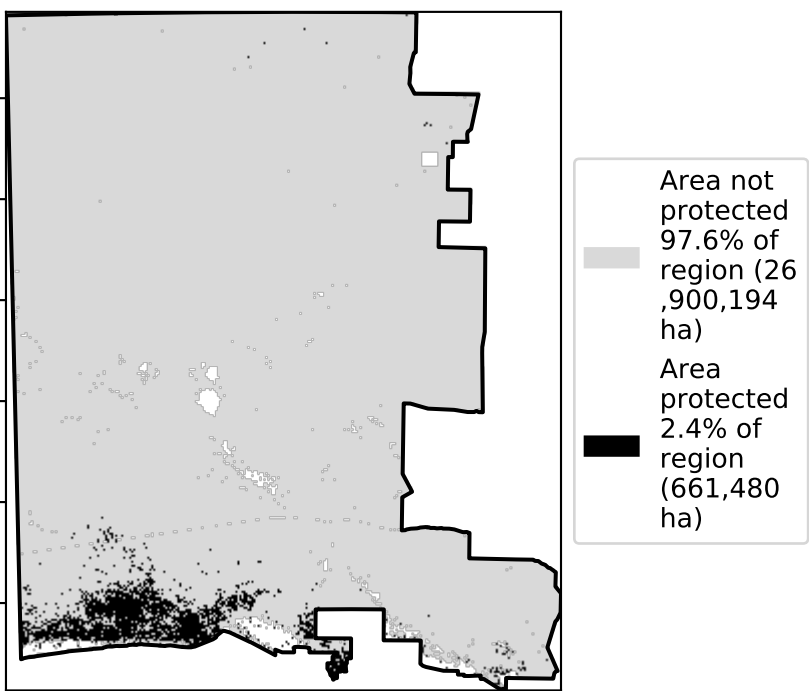 Area not
protected
97.6% of
region (26
,900,194
ha)
Area
protected
2.4% of
region
(661,480
ha)